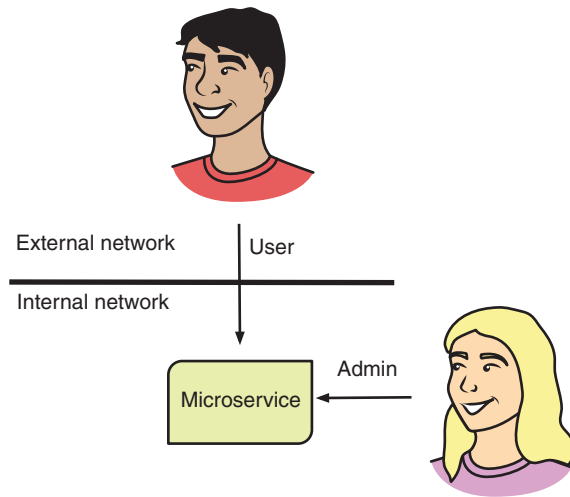 External network
User
Internal network
Admin
Microservice